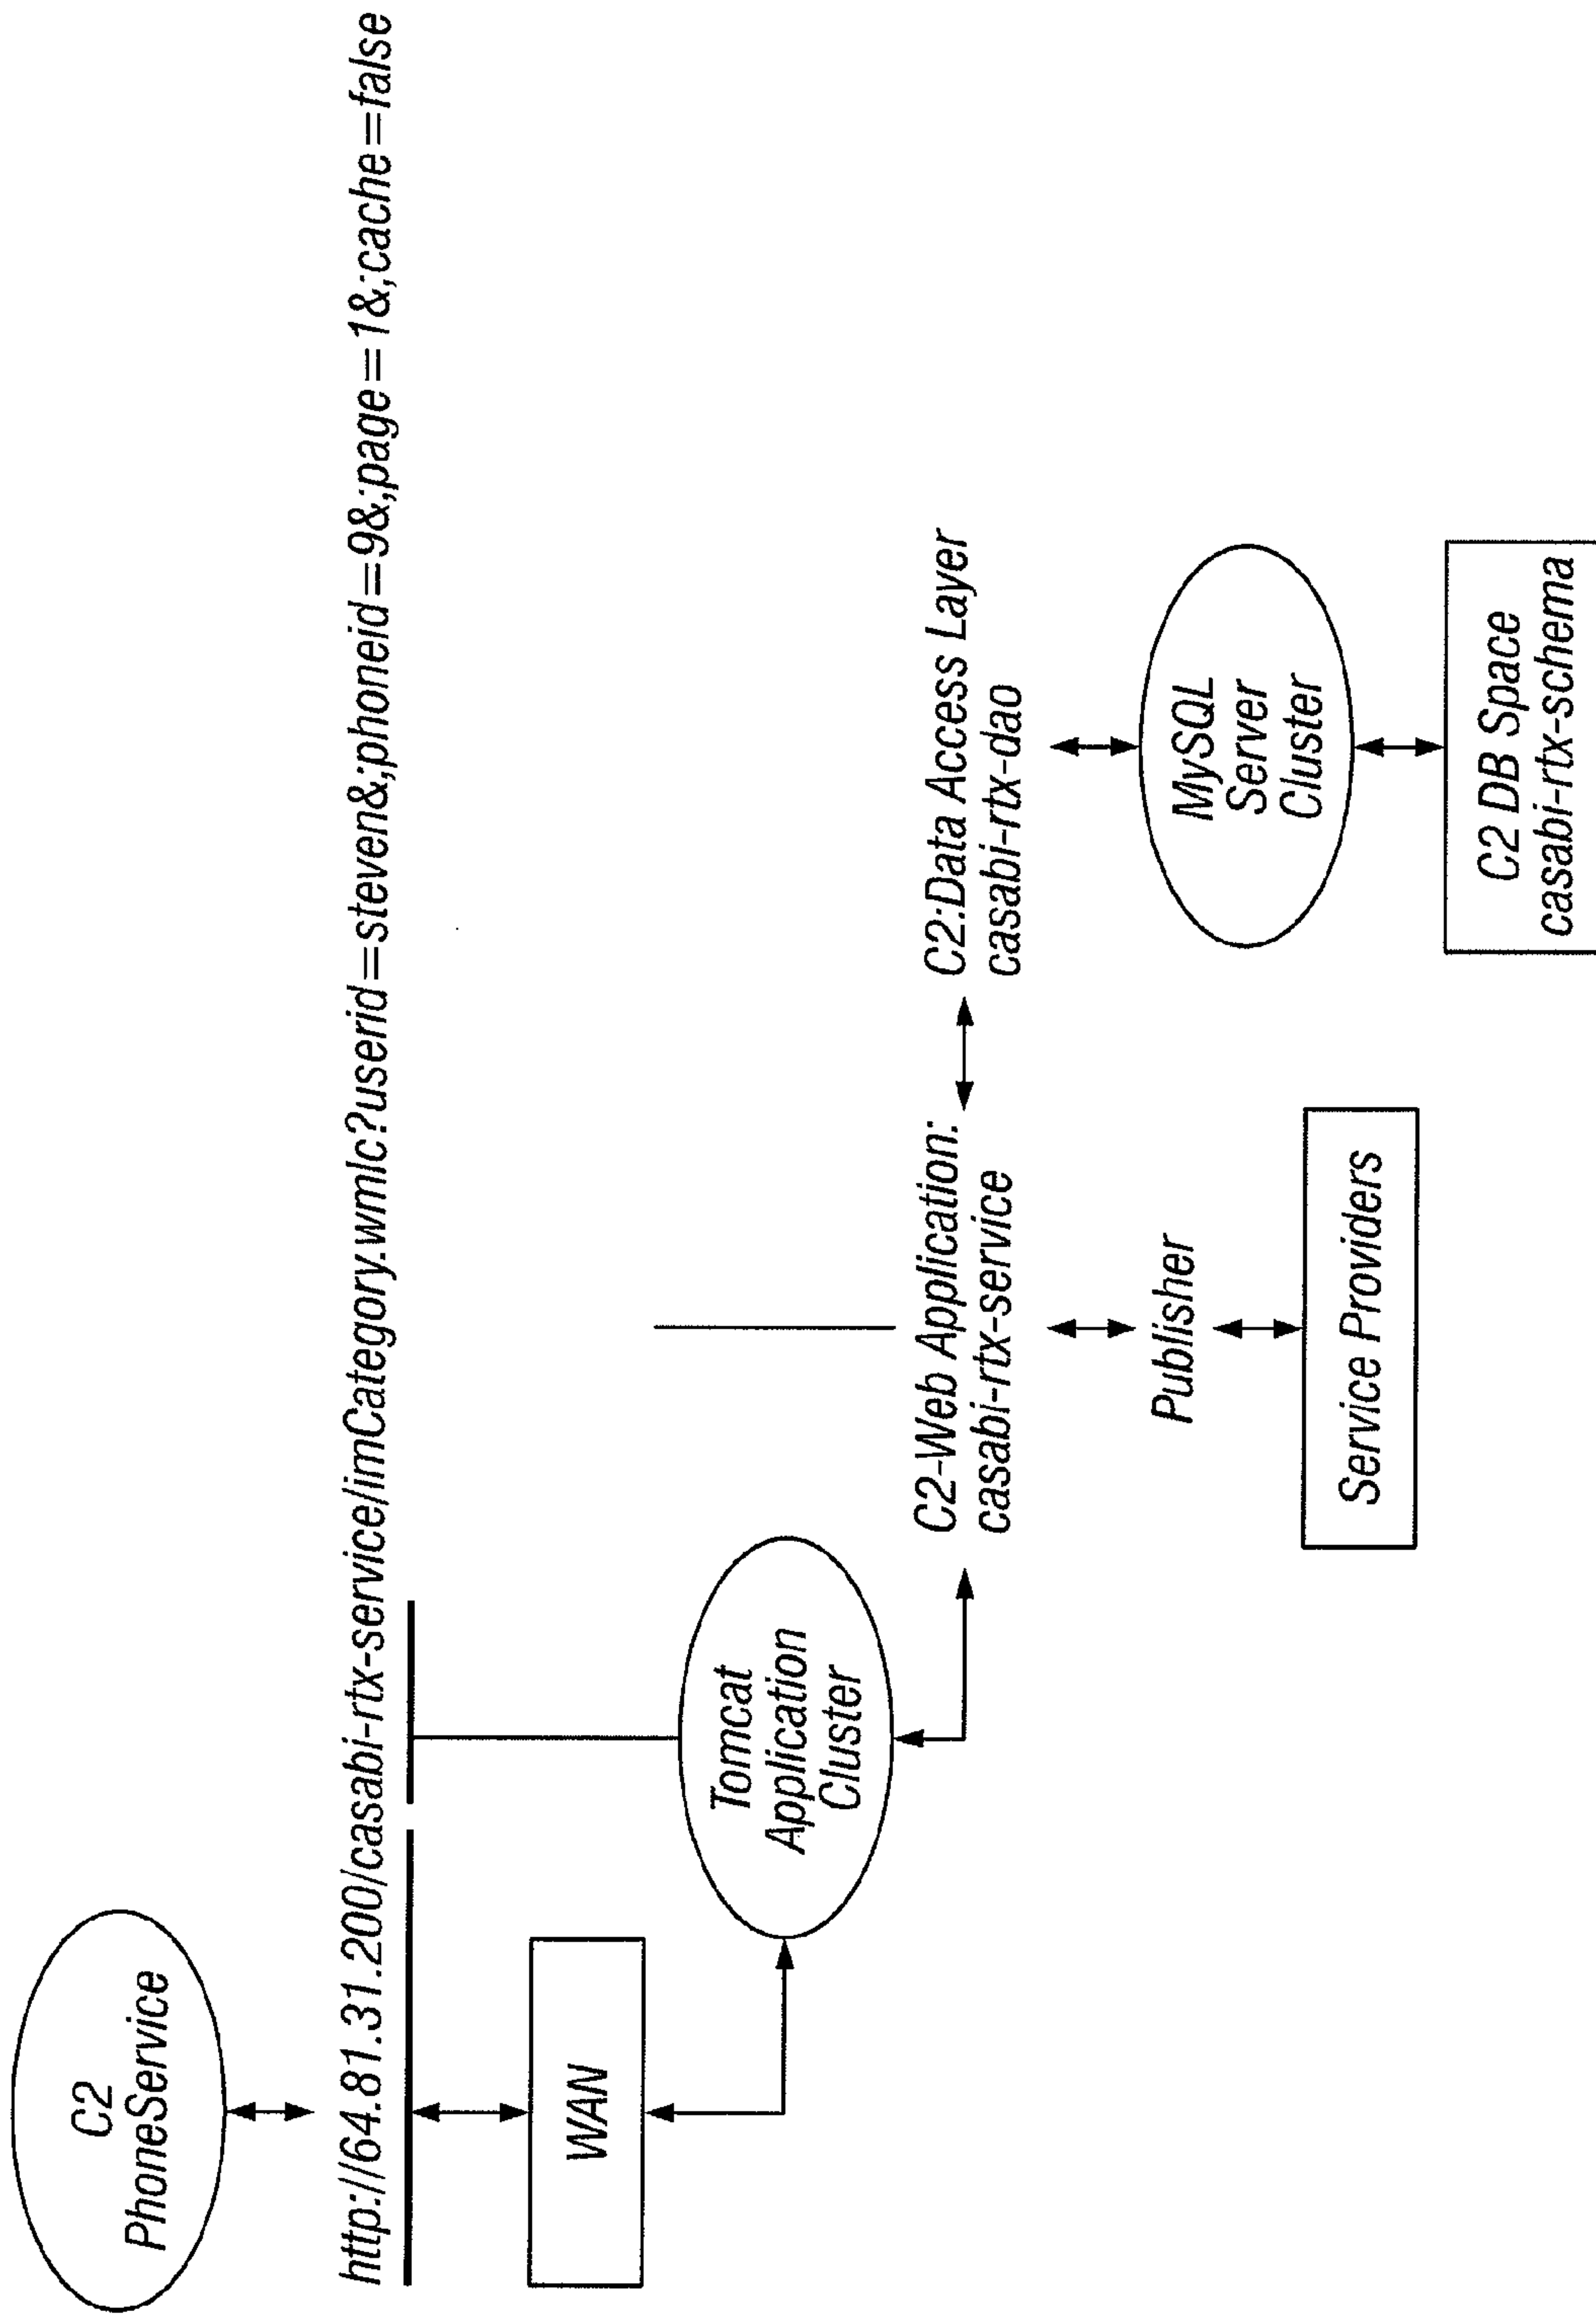 C2
PhoneService
http://64.81.31.200/casabi-rtx-service/imCategory.wmlc?userid=steven&;phoneid=9&;page=1&;cache=false
WAN
Tomcat
Application
Cluster
C2-Web Application:
casabi-rtx-service
C2:Data Access Layer
casabi-rtx-dao
Publisher
Service Providers
MySQL
Server
Cluster
C2 DB Space
casabi-rtx-schema